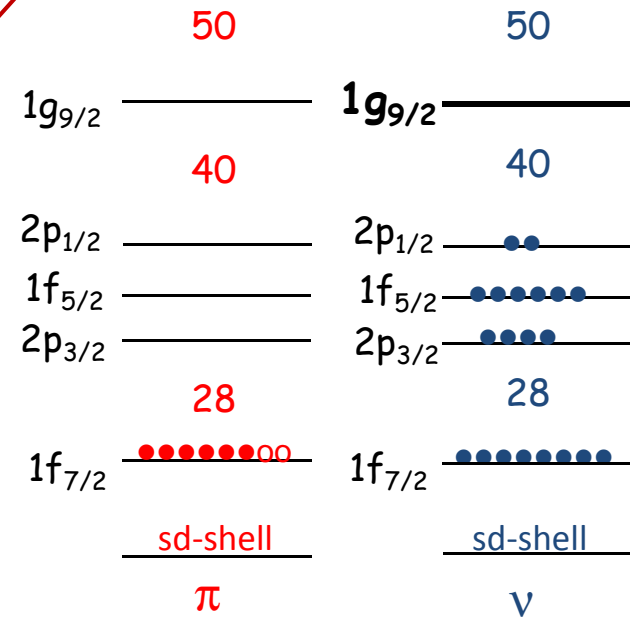 50 50
1g9/2 1g9/2
40 40
2p1/2 2p1/2
1f5/2 1f5/2
2p3/2 2p3/2
28 28
1f7/2 1f7/2
sd-shell sd-shell
π ν